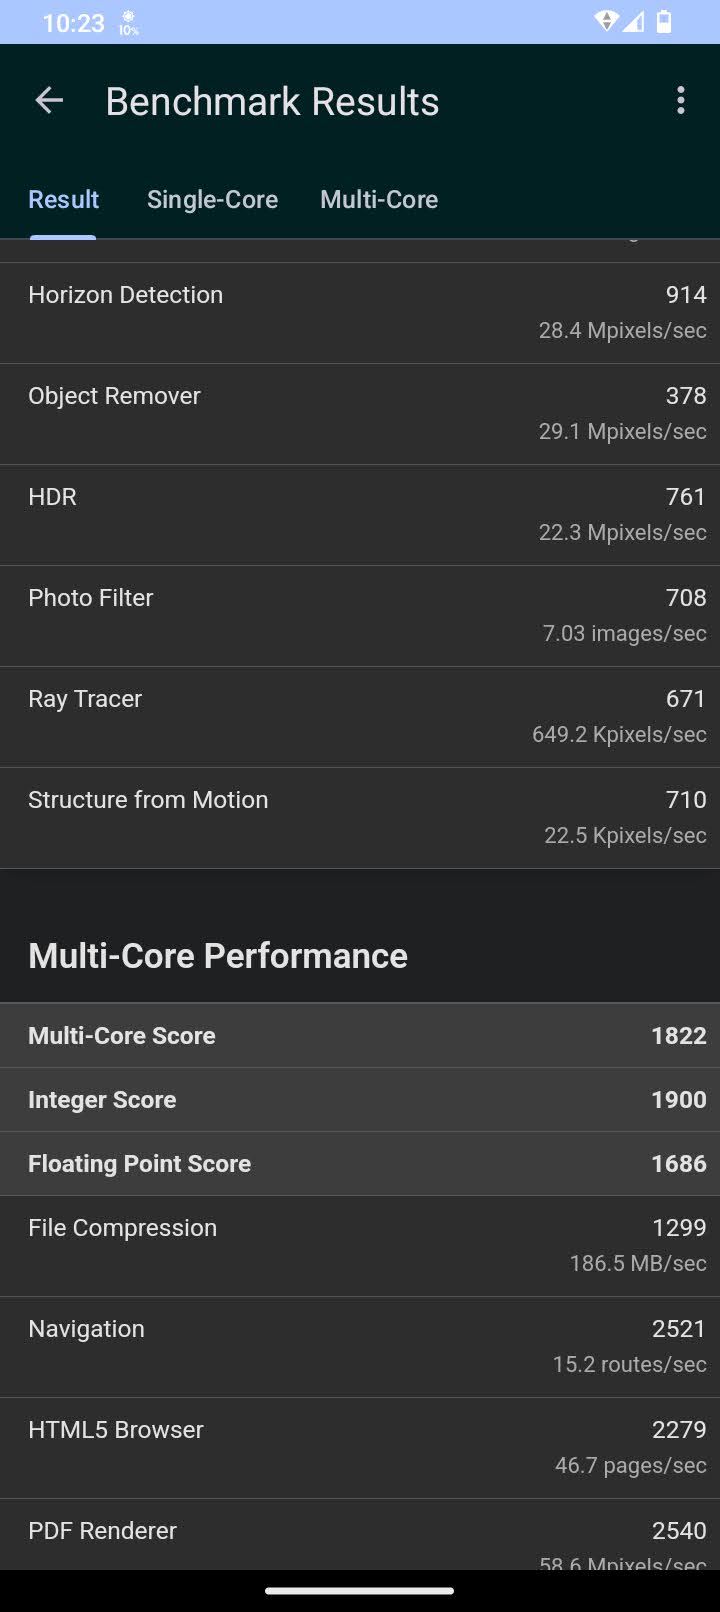 10:23
10%
Benchmark Results
Result Single-Core Multi-Core
Horizon Detection 914
28.4 Mpixels/sec
Object Remover 378
29.1 Mpixels/sec
HDR 761
22.3 Mpixels/sec
Photo Filter 708
7.03 images/sec
Ray Tracer 671
649.2 Kpixels/sec
Structure from Motion 710
22.5 Kpixels/sec
Multi-Core Performance
Multi-Core Score 1822
Integer Score 1900
Floating Point Score 1686
File Compression 1299
186.5 MB/sec
Navigation 2521
15.2 routes/sec
HTML5 Browser 2279
46.7 pages/sec
PDF Renderer 2540
58.6 Mpixels/sec